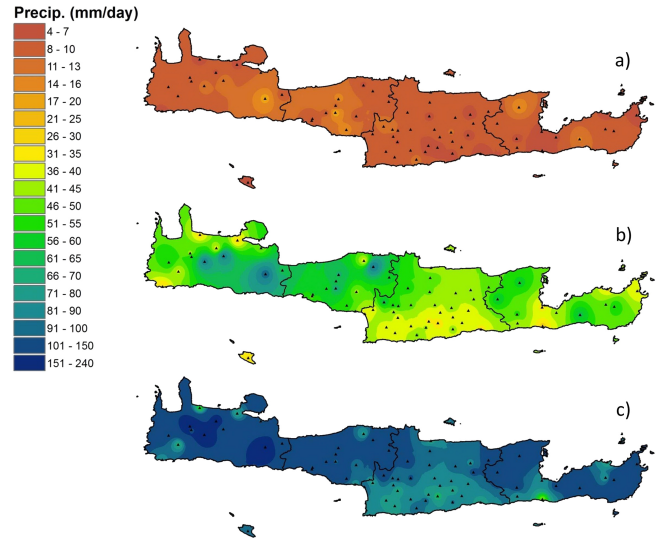 Precip. (mm/day)
4 - 7
8 - 10
11 - 13
14 - 16
17 - 20
21 - 25
26 - 30
31 - 35
36 - 40
41 - 45
46 - 50
51 - 55
56 - 60
61 - 65
66 - 70
71 - 80
81 - 90
91 - 100
101 - 150
151 - 240
a)
b)
c)